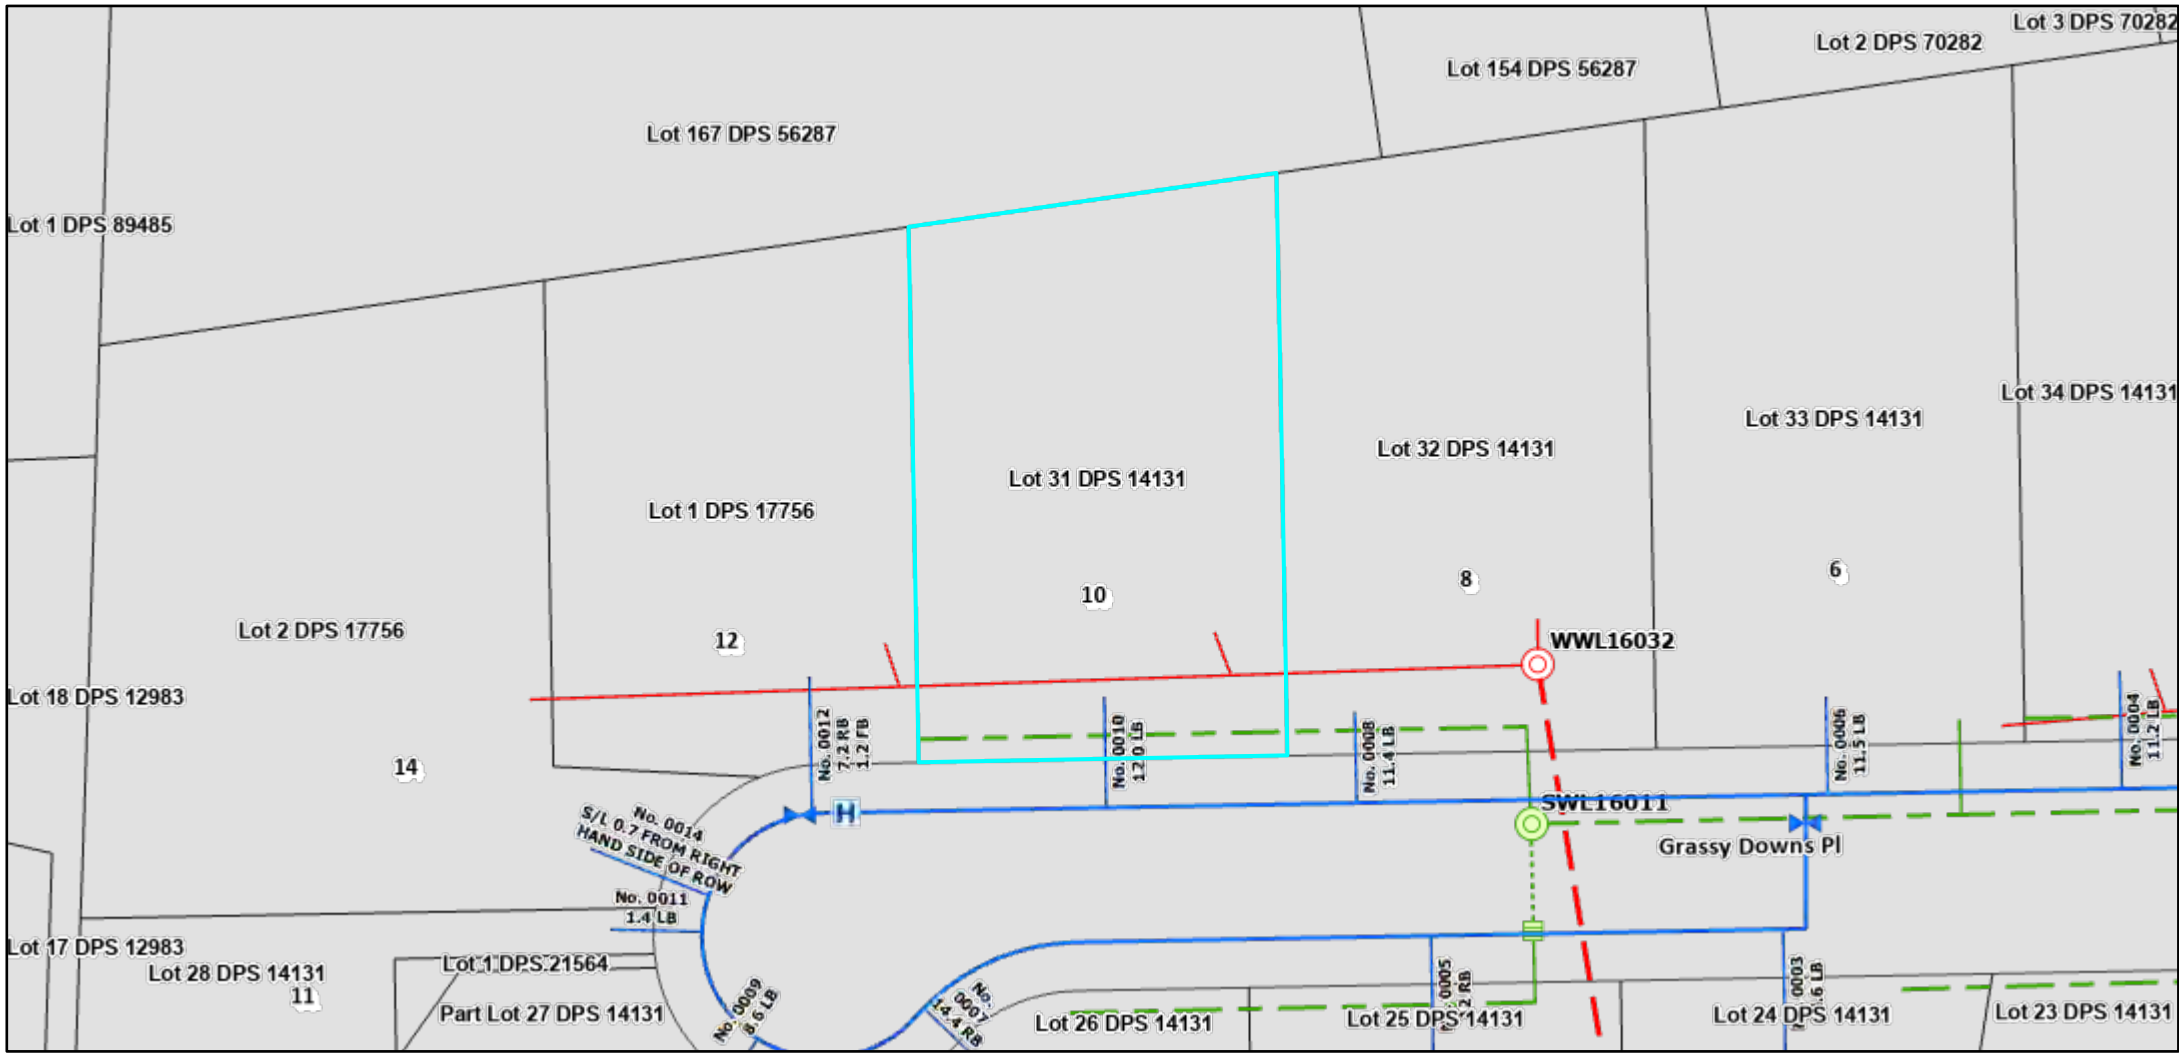 Lot 3 DPS 70282
Lot 2 DPS 70282
Lot 154 DPS 56287
Lot 167 DPS 56287
Lot 1 DPS 89485
Lot 34 DPS 14131
Lot 33 DPS 14131
Lot 32 DPS 14131
Lot 31 DPS 14131
Lot 1 DPS 17756
6
8
10
Lot 2 DPS 17756
12
WWL16032
Lot 18 DPS 12983
14
No. 0012
7.2 RB
1.2 FB
No. 0010
12.0 LB
No. 0008
11.4 LB
No. 0006
11.5 LB
No. 0004
11.2 LB
SWL16011
H
Grassy Downs Pl
No. 0014
S/L 0.7 FROM RIGHT
HAND SIDE OF ROW
No. 0011
1.4 LB
Lot 17 DPS 12983
Lot 28 DPS 14131
11
Lot 1 DPS 21564
Part Lot 27 DPS 14131
No. 0009
8.6 LB
No.
0007
14.4 RB
Lot 26 DPS 14131
0005
RB
Lot 25 DPS 14131
0003
LB
Lot 24 DPS 14131
Lot 23 DPS 14131